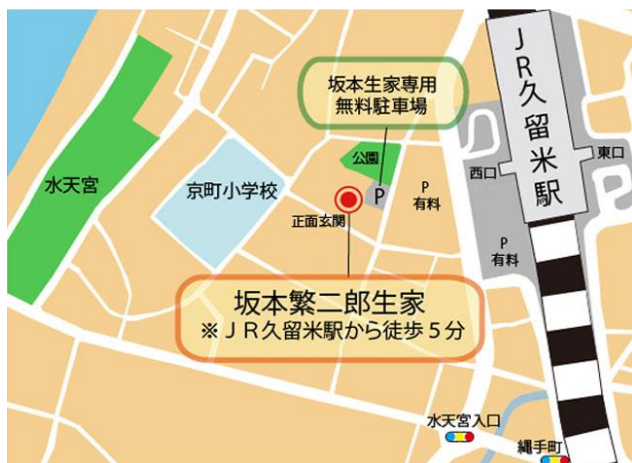 坂本生家専用
無料駐車場
JR久留米駅
公園
P
水天宮
京町小学校
正面玄関
P
有料
西口
東口
P
有料
坂本繁二郎生家
※JR久留米駅から徒歩5分
水天宮入口
縄手町